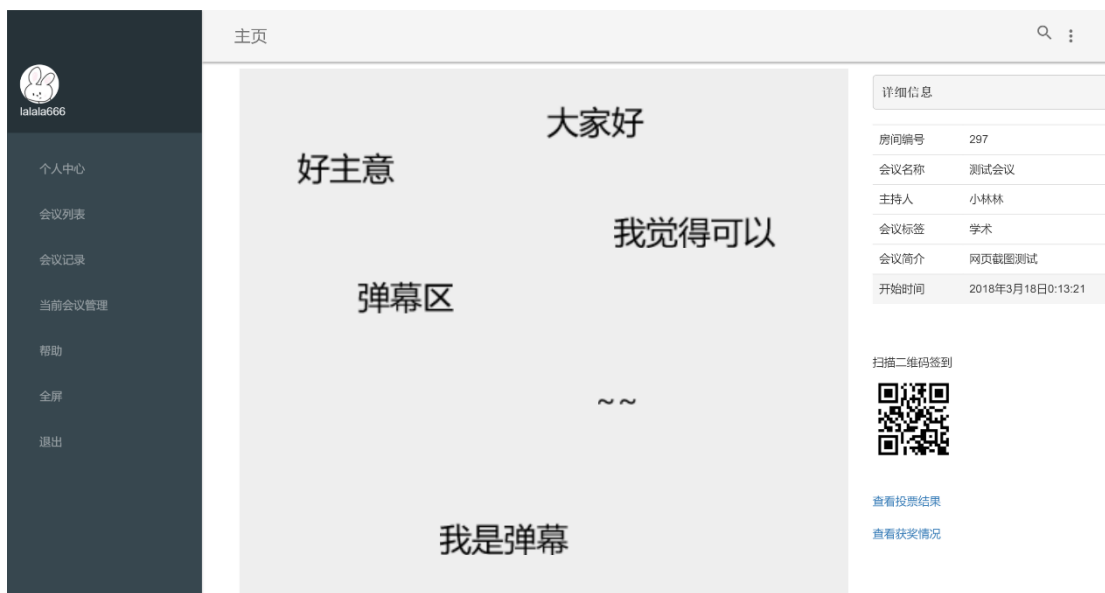 主页
lalala666
个人中心
会议列表
会议记录
当前会议管理
帮助
全屏
退出
大家好
好主意
我觉得可以
弹幕区
~~
我是弹幕
详细信息
房间编号 297
会议名称 测试会议
主持人 小林林
会议标签 学术
会议简介 网页截图测试
开始时间 2018年3月18日0:13:21
扫描二维码签到
查看投票结果
查看获奖情况